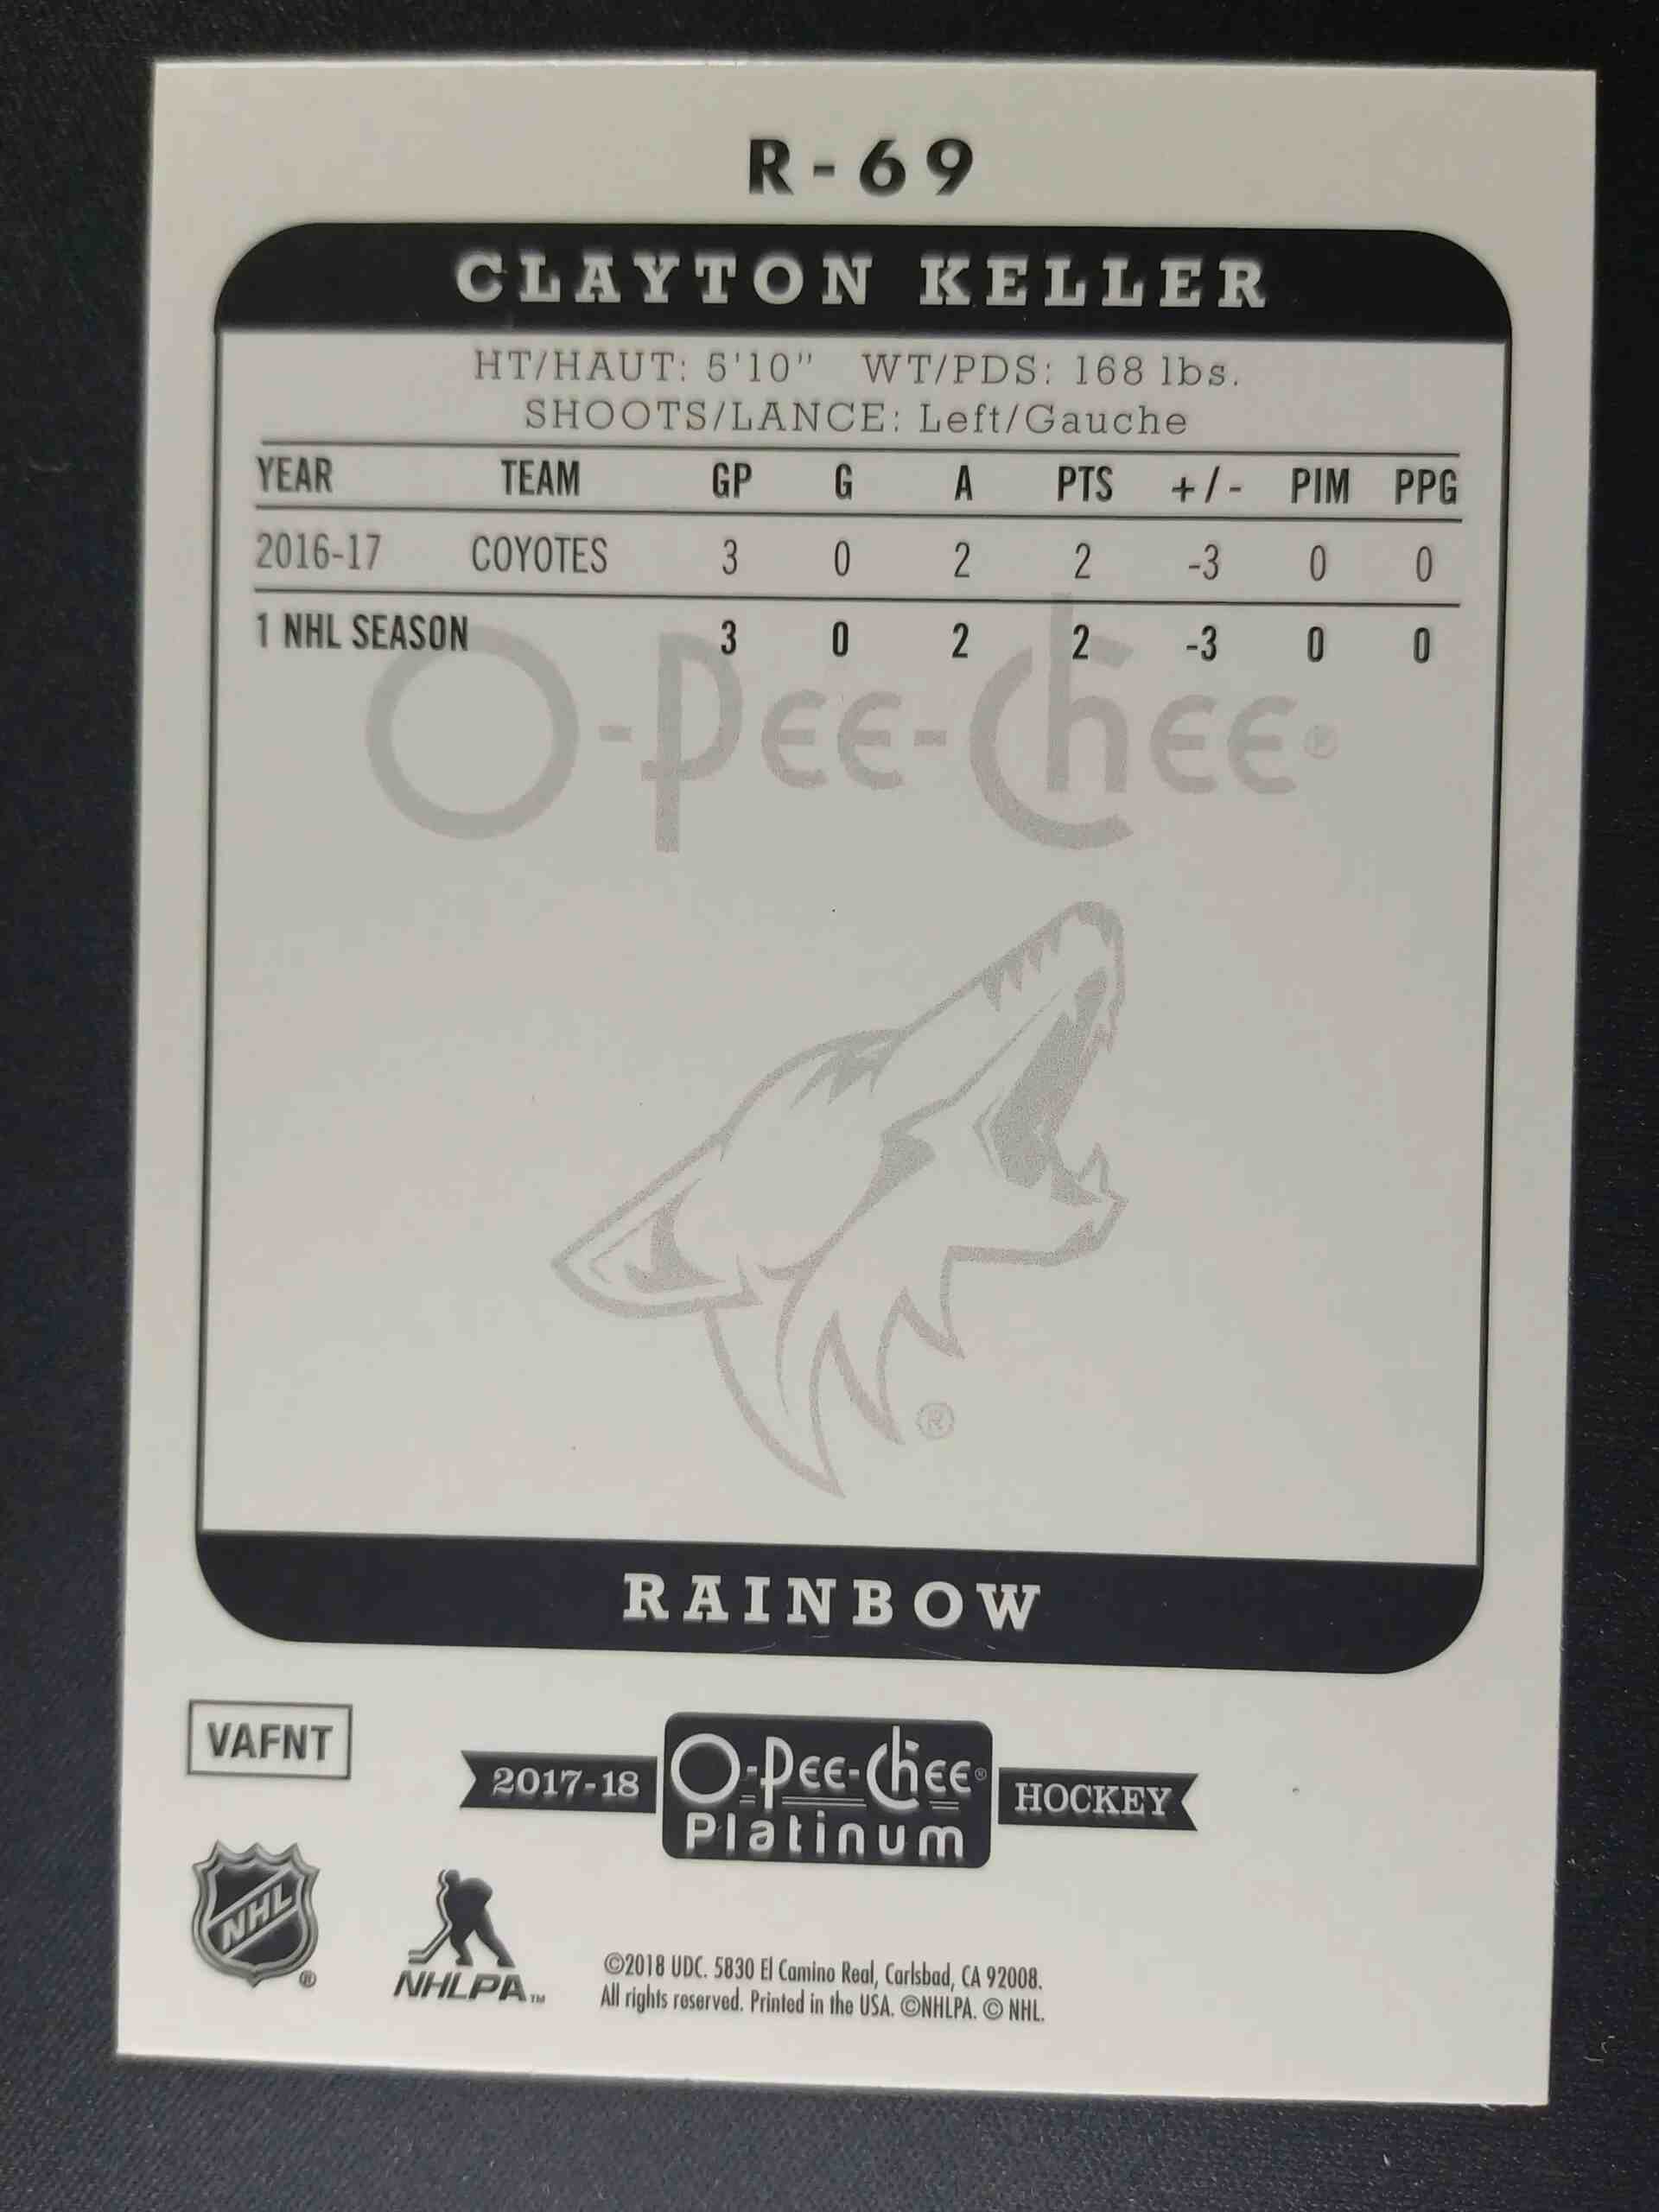 R-69
CLAYTON KELLER
HT/HAUT: 5'10" WT/PDS: 168 lbs.
SHOOTS/LANCE: Left/Gauche
YEAR TEAM GP G A PTS +/- PIM PPG
2016-17 COYOTES 3 0 2 2 -3 0 0
1 NHL SEASON 3 0 2 2 -3 0 0
O-Pee-Chee®
®
RAINBOW
VAFNT
2017-18 O-Pee-Chee® HOCKEY
Platinum
NHL ®
NHLPA™
©2018 UDC. 5830 El Camino Real, Carlsbad, CA 92008.
All rights reserved. Printed in the USA. ©NHLPA. © NHL.